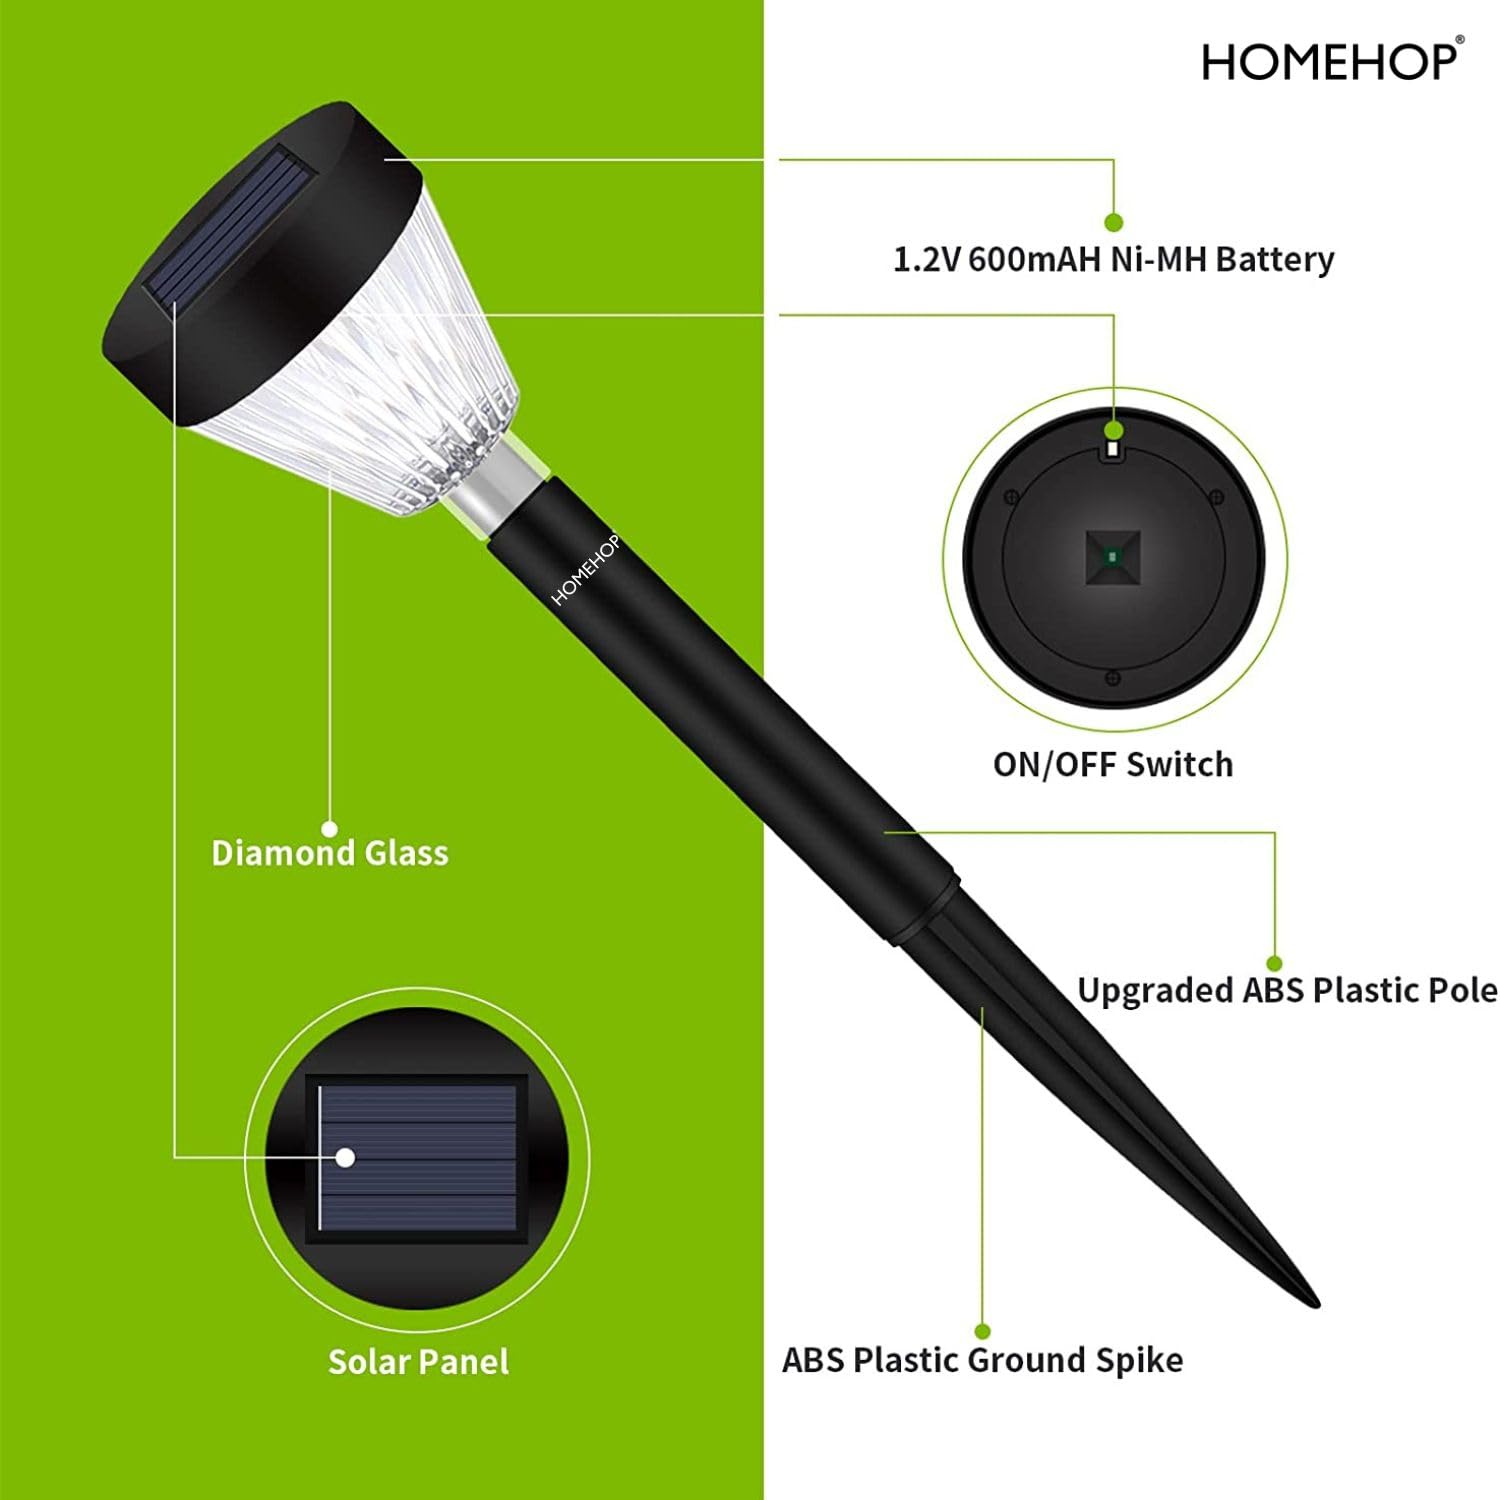 HOMEHOP®
1.2V 600mAH Ni-MH Battery
HOMEHOP
ON/OFF Switch
Diamond Glass
Upgraded ABS Plastic Pole
Solar Panel
ABS Plastic Ground Spike